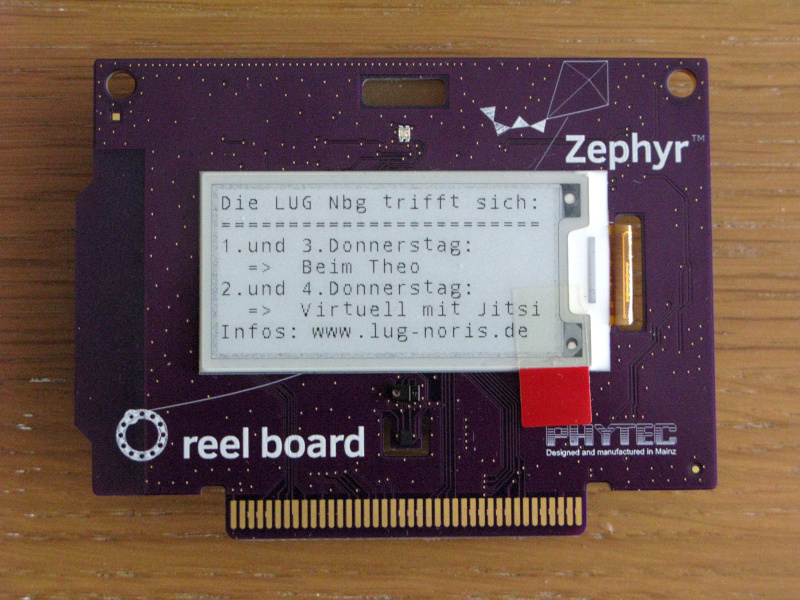 Zephyr™
Die LUG Nbg trifft sich:
========================
1.und 3.Donnerstag:
=> Beim Theo
2.und 4.Donnerstag:
=> Virtuell mit Jitsi
Infos: www.lug-noris.de
reel board
PHYTEC
Designed and manufactured in Mainz